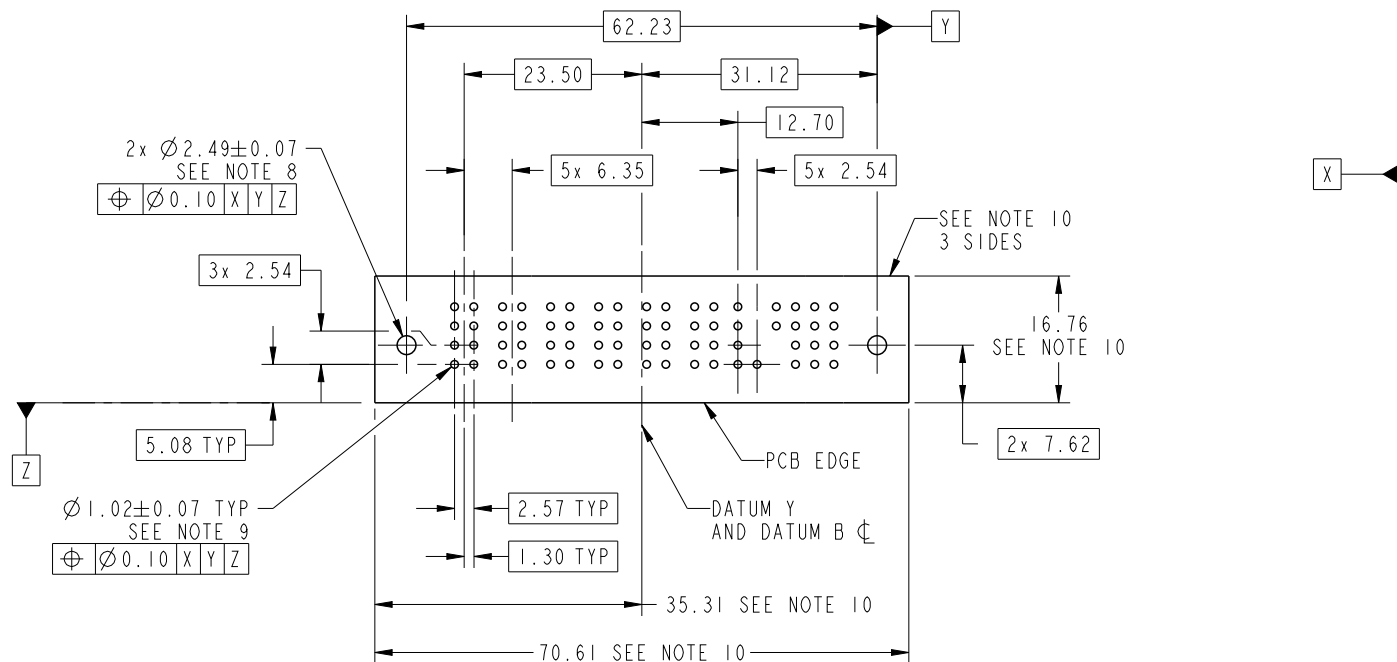 62.23
Y
23.50
31.12
12.70
2x Ø2.49±0.07
SEE NOTE 8
⌖ Ø0.10 X Y Z
5x 6.35
5x 2.54
X
SEE NOTE 10
3 SIDES
3x 2.54
16.76
SEE NOTE 10
5.08 TYP
2x 7.62
Z
PCB EDGE
Ø1.02±0.07 TYP
SEE NOTE 9
⌖ Ø0.10 X Y Z
2.57 TYP
DATUM Y
AND DATUM B ℄
1.30 TYP
35.31 SEE NOTE 10
70.61 SEE NOTE 10